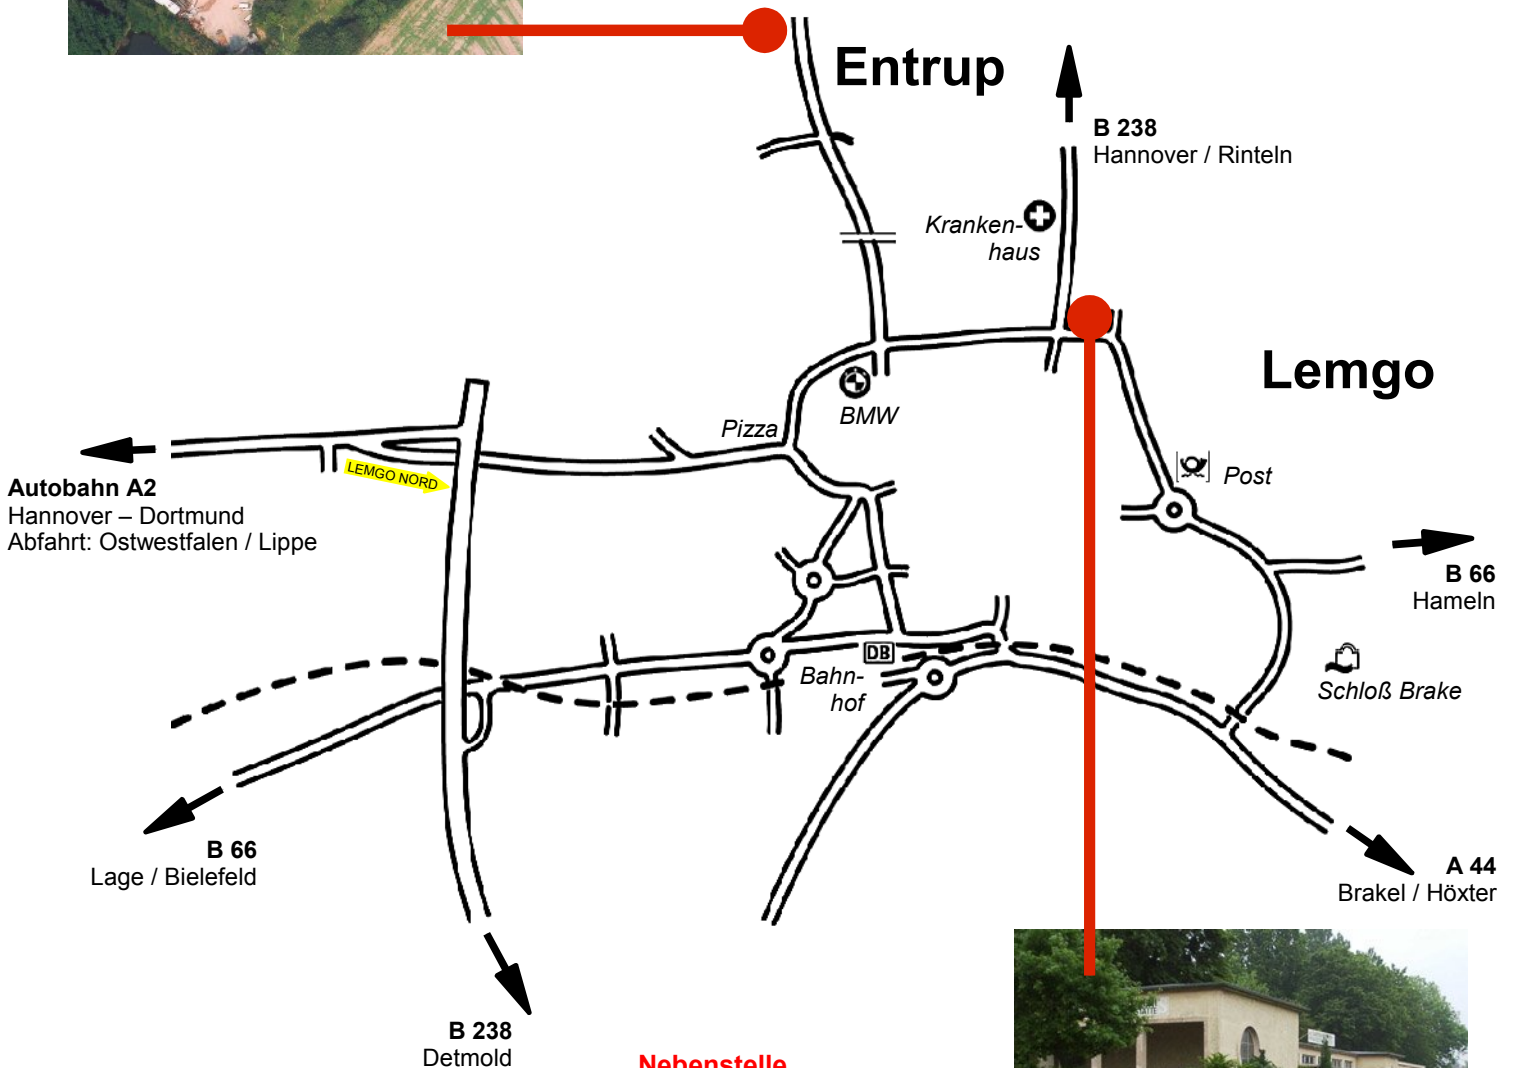 Entrup
B 238
Hannover / Rinteln
Kranken-
haus
Lemgo
BMW
Pizza
LEMGO NORD
Post
Autobahn A2
Hannover – Dortmund
Abfahrt: Ostwestfalen / Lippe
B 66
Hameln
DB
Bahn-
hof
Schloß Brake
B 66
Lage / Bielefeld
A 44
Brakel / Höxter
B 238
Detmold
Nebenstelle